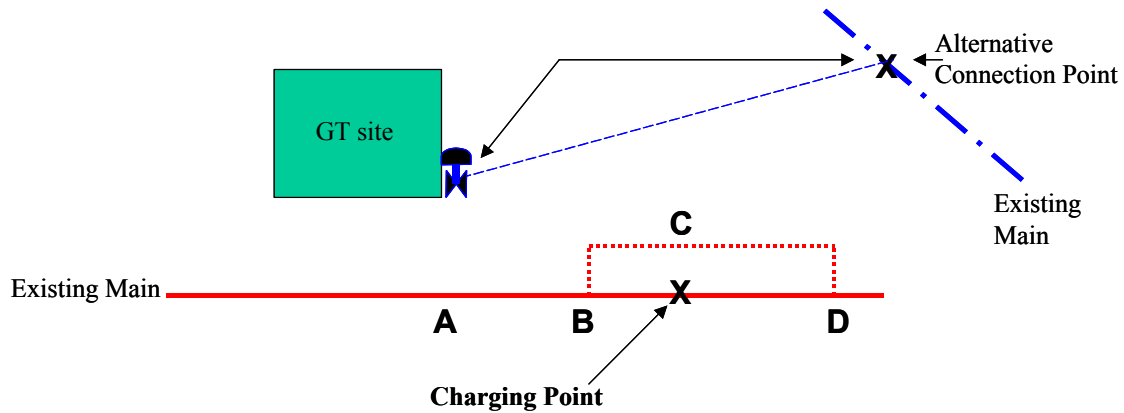 X
Alternative
Connection Point
GT site
Existing
Main
C
Existing Main
X
A
B
D
Charging Point